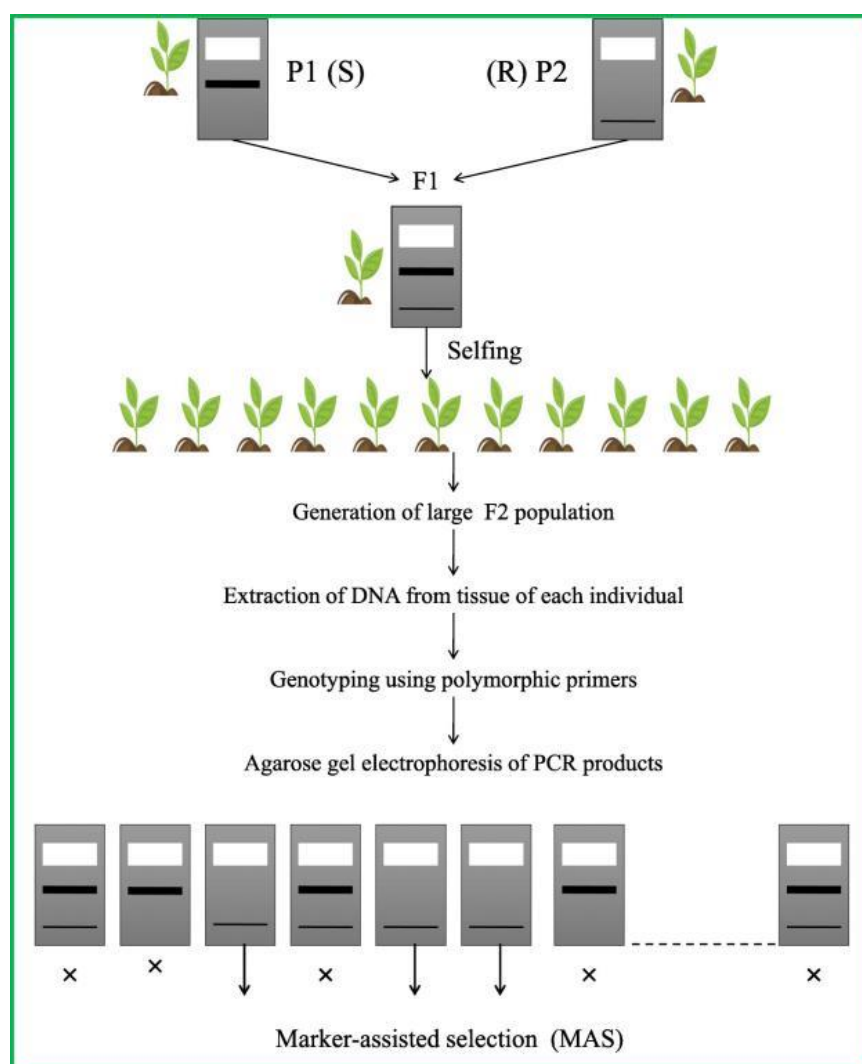 P1 (S)
(R) P2
F1
Selfing
Generation of large F2 population
Extraction of DNA from tissue of each individual
Genotyping using polymorphic primers
Agarose gel electrophoresis of PCR products
× × × × ×
Marker-assisted selection (MAS)